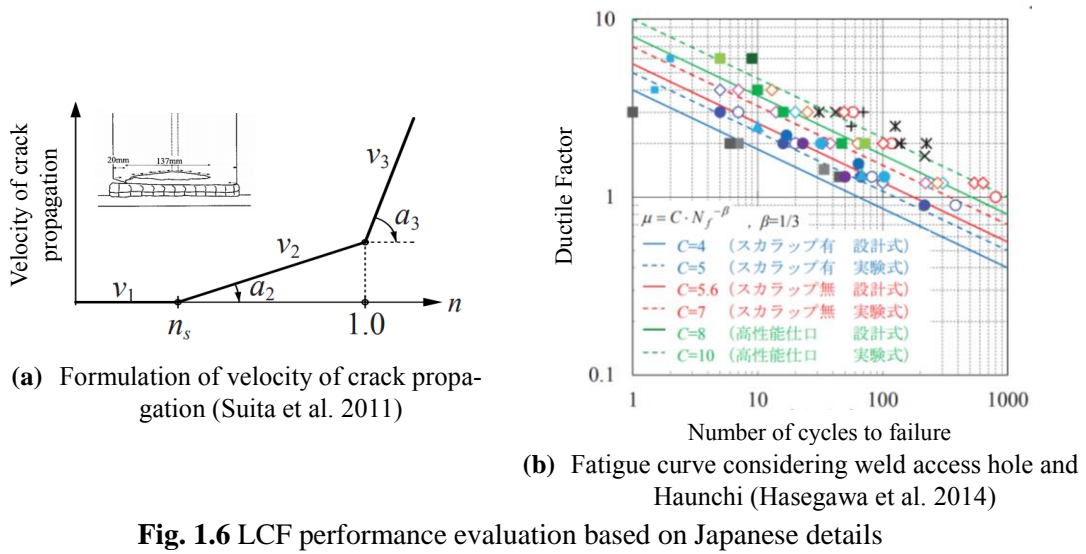 Velocity of crack
propagation
20mm
137mm
v₁
v₂
v₃
a₂
a₃
n
nₛ
1.0
(a) Formulation of velocity of crack propa-
gation (Suita et al. 2011)
Ductile Factor
10
1
0.1
μ = C · N_f^{-β} , β=1/3
C=4 (スカラップ有 設計式)
C=5 (スカラップ有 実験式)
C=5.6 (スカラップ無 設計式)
C=7 (スカラップ無 実験式)
C=8 (高性能仕口 設計式)
C=10 (高性能仕口 実験式)
1 10 100 1000
Number of cycles to failure
(b) Fatigue curve considering weld access hole and
Haunchi (Hasegawa et al. 2014)
Fig. 1.6 LCF performance evaluation based on Japanese details